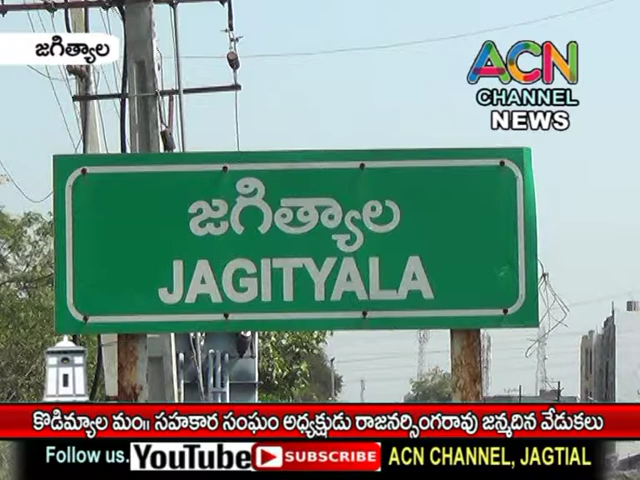 జగిత్యాల
ACN
CHANNEL
NEWS
జగిత్యాల
JAGITYALA
కొడిమ్యాల మం॥ సహకార సంఘం అధ్యక్షుడు రాజనర్సింగరావు జన్మదిన వేడుకలు
Follow us. YouTube SUBSCRIBE ACN CHANNEL, JAGTIAL